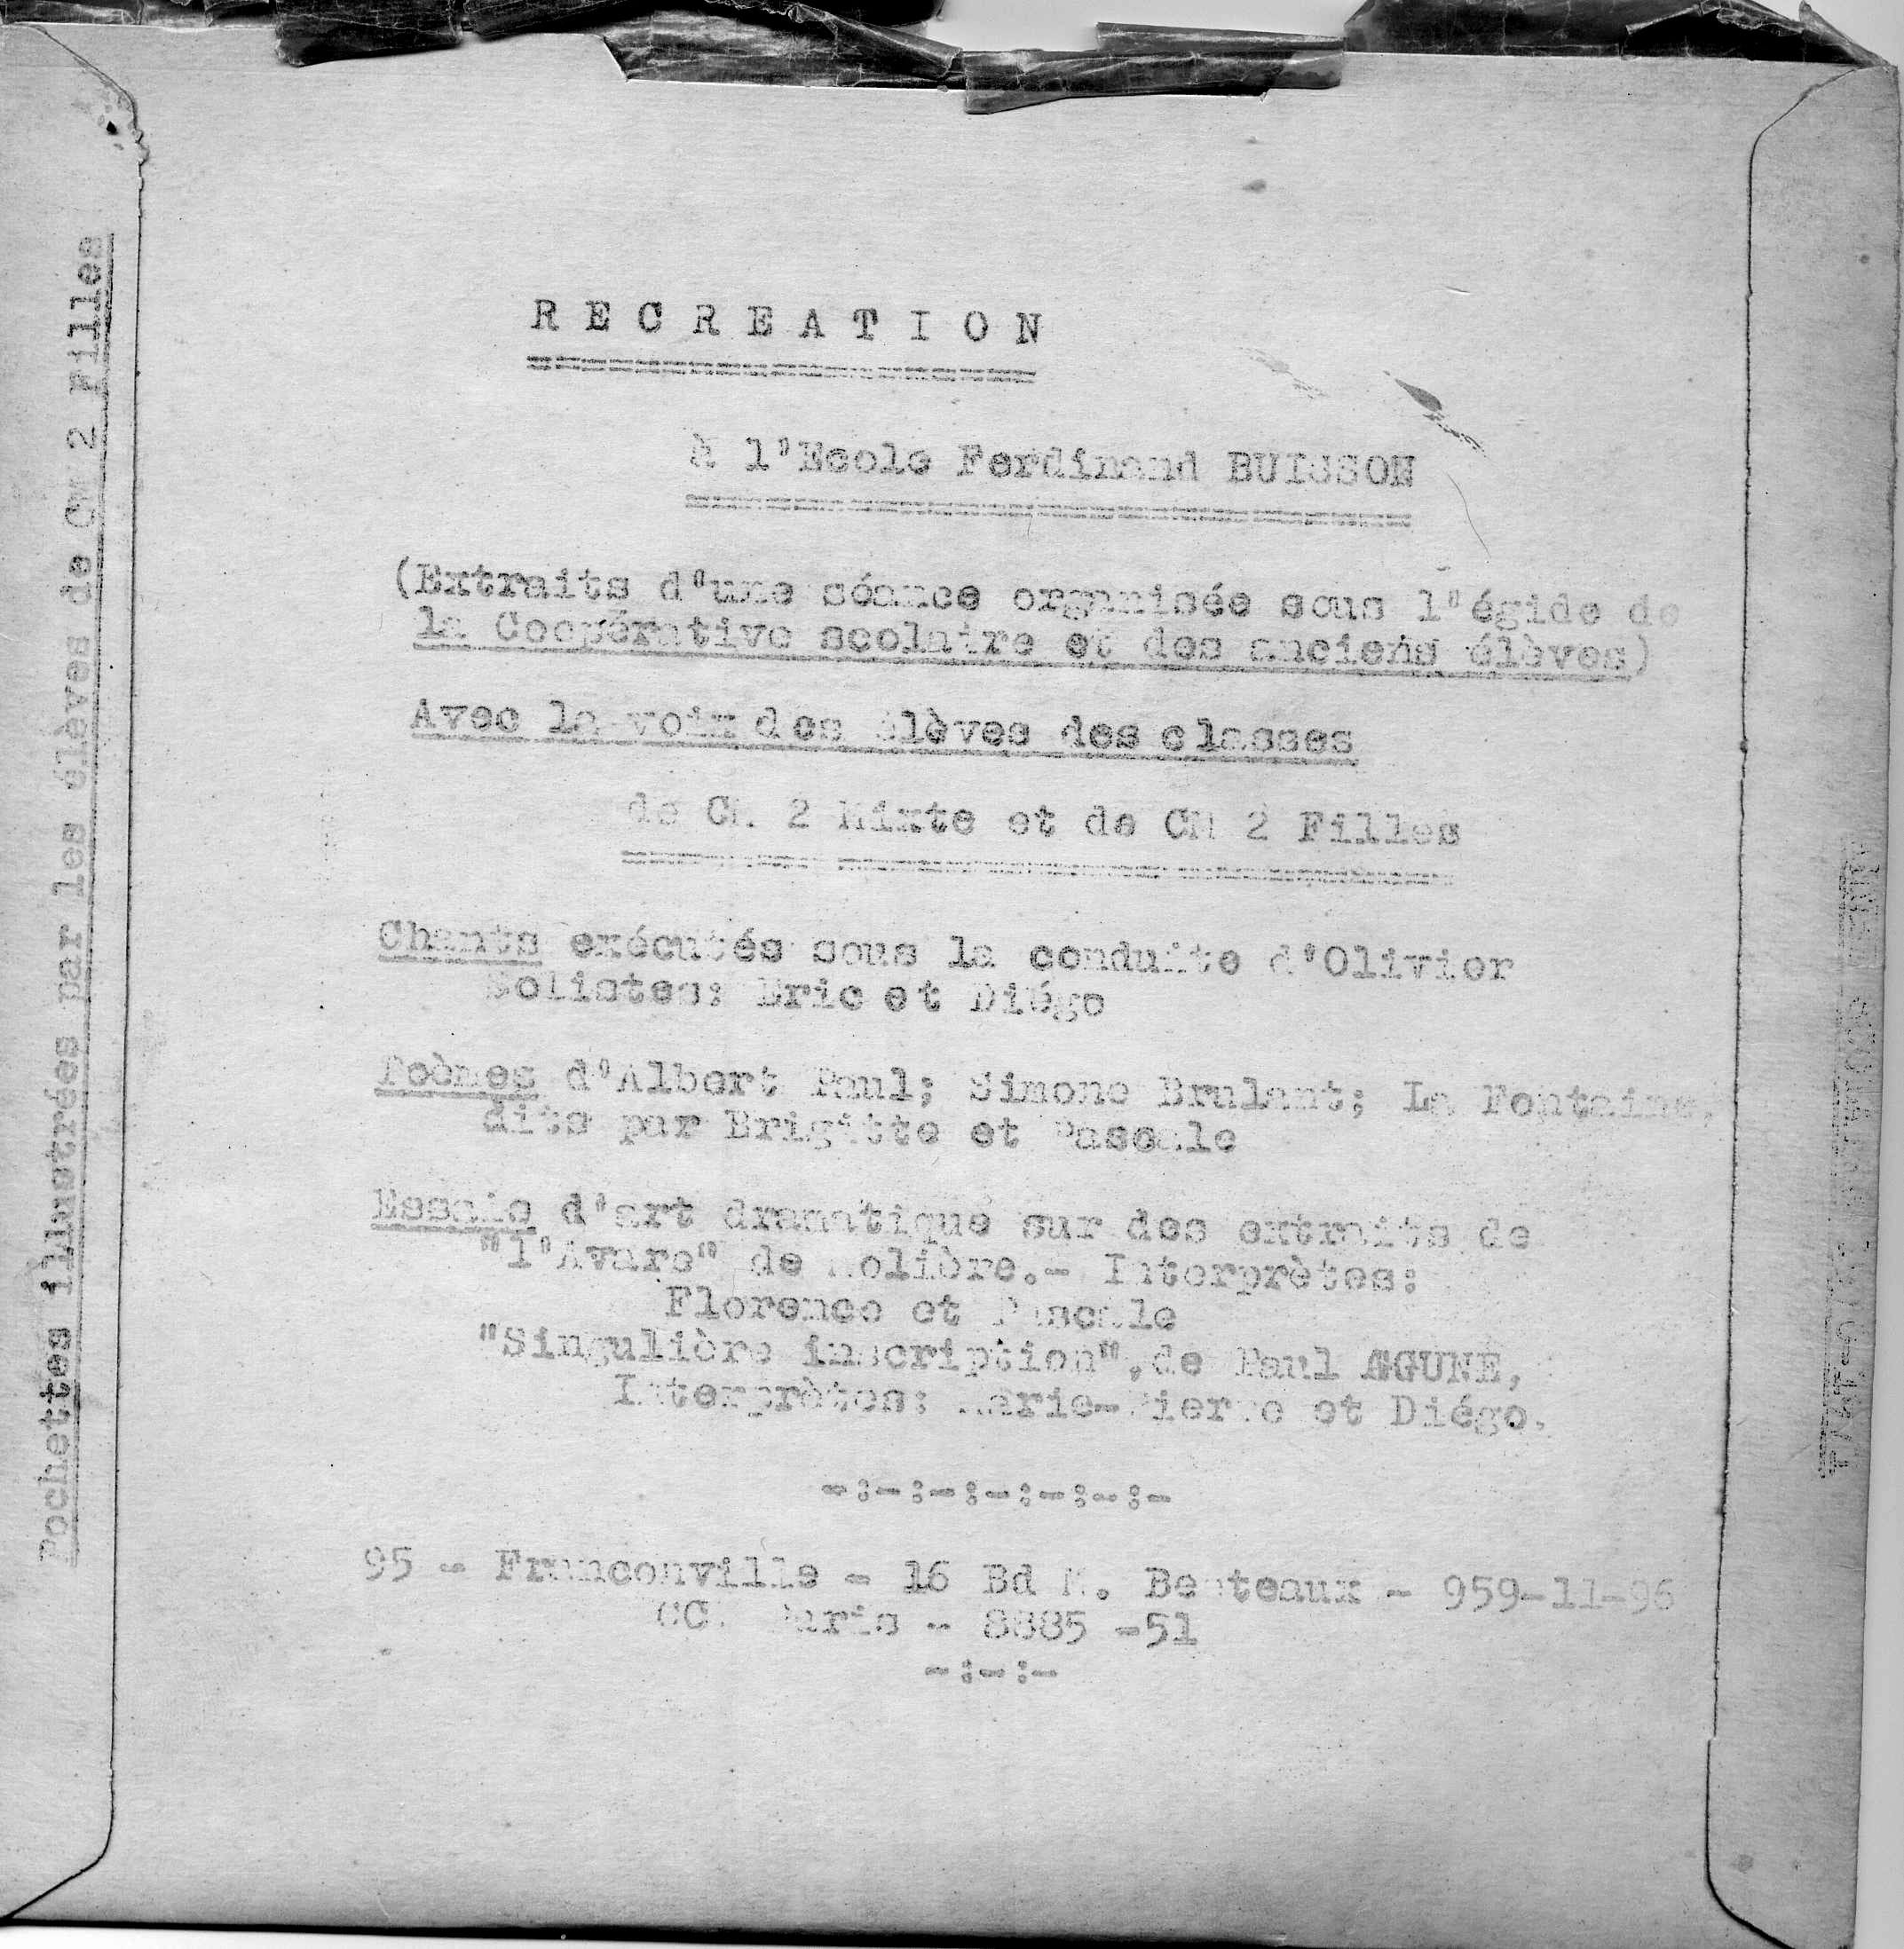 R E C R E A T I O N
à l'Ecole Ferdinand BUISSON
(Extraits d'une séance organisée sous l'égide de
la Coopérative scolaire et des anciens élèves)
Avec la voix des élèves des classes
de CM 2 Mixte et de CM 2 Filles
Chants exécutés sous la conduite d'Olivier
Solistes: Eric et Diégo
Poèmes d'Albert Paul; Simone Brulant; La Fontaine,
dits par Brigitte et Pascale
Essais d'art dramatique sur des extraits de
"l'Avare" de Molière.- Interprètes:
Florence et Pascale
"Singulière inscription", de Paul
Interprètes: Marie-Pierre et Diégo.
-:-:-:-:-:-:-
95 - Franconville - 16 Bd M. - 959-11-96
Paris - 8885 -51
-:-:-
Pochettes illustrées par les élèves de CM 2 Filles